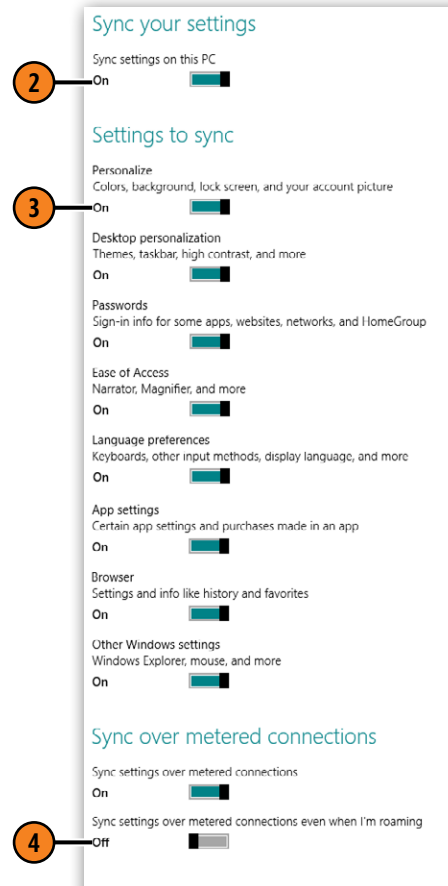 Sync your settings
Sync settings on this PC
2
On
Settings to sync
Personalize
Colors, background, lock screen, and your account picture
3
On
Desktop personalization
Themes, taskbar, high contrast, and more
On
Passwords
Sign-in info for some apps, websites, networks, and HomeGroup
On
Ease of Access
Narrator, Magnifier, and more
On
Language preferences
Keyboards, other input methods, display language, and more
On
App settings
Certain app settings and purchases made in an app
On
Browser
Settings and info like history and favorites
On
Other Windows settings
Windows Explorer, mouse, and more
On
Sync over metered connections
Sync settings over metered connections
On
Sync settings over metered connections even when I'm roaming
4
Off